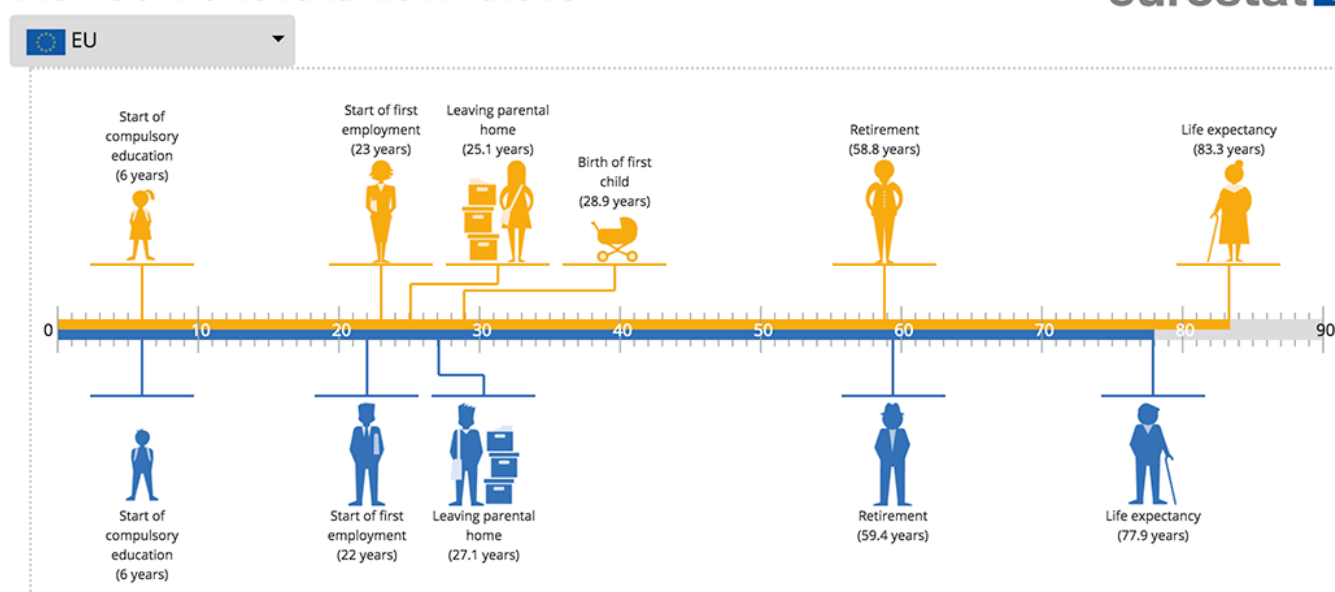 EU
Start of
compulsory
education
(6 years)
Start of first
employment
(23 years)
Leaving parental
home
(25.1 years)
Birth of first
child
(28.9 years)
Retirement
(58.8 years)
Life expectancy
(83.3 years)
0 10 20 30 40 50 60 70 80 90
Start of
compulsory
education
(6 years)
Start of first
employment
(22 years)
Leaving parental
home
(27.1 years)
Retirement
(59.4 years)
Life expectancy
(77.9 years)